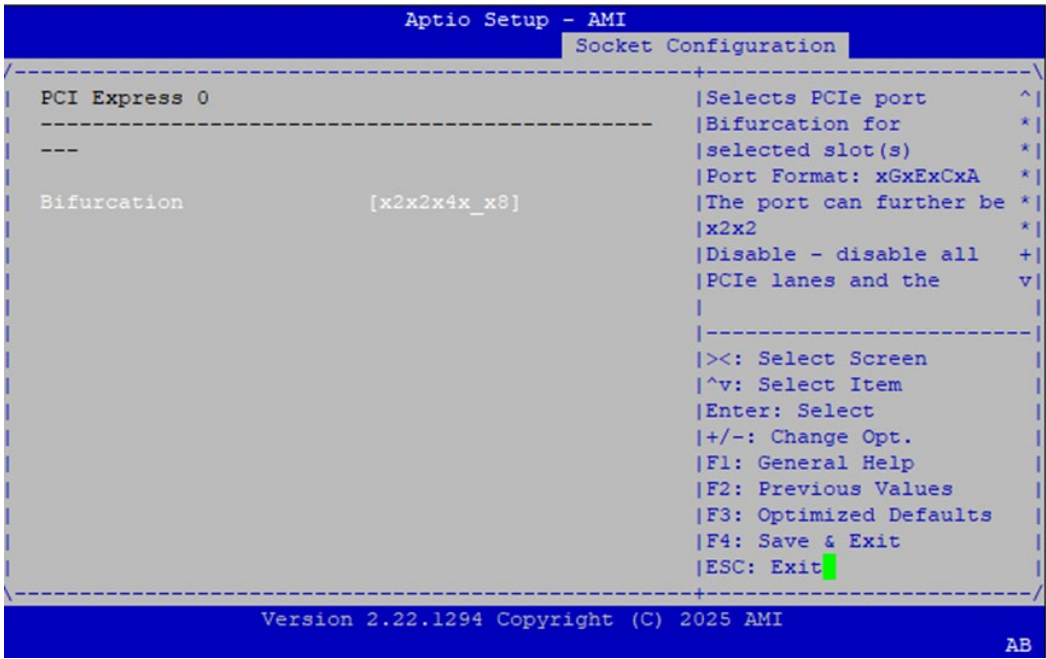 Aptio Setup - AMI
Socket Configuration
/----------------------------------------------------+-------------------------\
| PCI Express 0 |Selects PCIe port ^|
| ----------------------------------------------- |Bifurcation for *|
| --- |selected slot(s) *|
| |Port Format: xGxExCxA *|
| Bifurcation [x2x2x4x_x8] |The port can further be *|
| |x2x2 *|
| |Disable - disable all +|
| |PCIe lanes and the v|
| | |
| |-------------------------|
| |><: Select Screen |
| |^v: Select Item |
| |Enter: Select |
| |+/-: Change Opt. |
| |F1: General Help |
| |F2: Previous Values |
| |F3: Optimized Defaults |
| |F4: Save & Exit |
| |ESC: Exit |
\----------------------------------------------------+-------------------------/
Version 2.22.1294 Copyright (C) 2025 AMI
AB